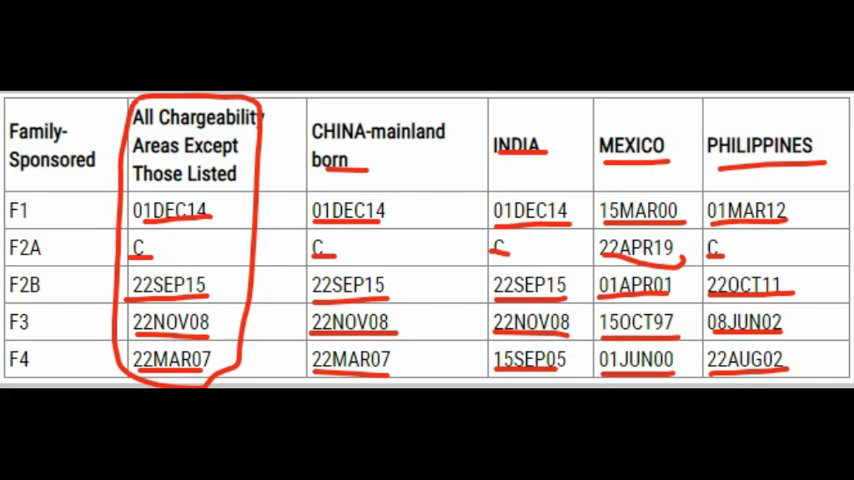 Family-Sponsored | All Chargeability Areas Except Those Listed | CHINA-mainland born | INDIA | MEXICO | PHILIPPINES
F1 | 01DEC14 | 01DEC14 | 01DEC14 | 15MAR00 | 01MAR12
F2A | C | C | C | 22APR19 | C
F2B | 22SEP15 | 22SEP15 | 22SEP15 | 01APR01 | 22OCT11
F3 | 22NOV08 | 22NOV08 | 22NOV08 | 15OCT97 | 08JUN02
F4 | 22MAR07 | 22MAR07 | 15SEP05 | 01JUN00 | 22AUG02